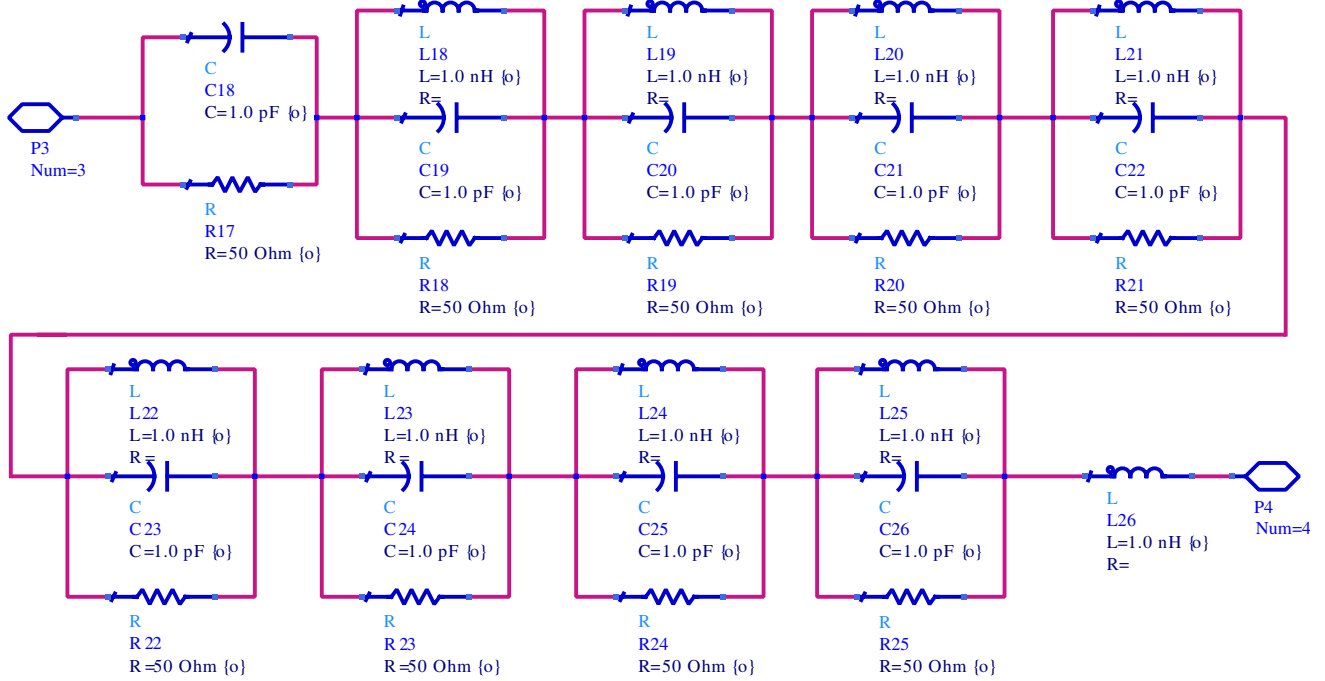 L
L18
L=1.0 nH {o}
R=
L
L19
L=1.0 nH {o}
R=
L
L20
L=1.0 nH {o}
R=
L
L21
L=1.0 nH {o}
R=
C
C18
C=1.0 pF {o}
P3
Num=3
C
C19
C=1.0 pF {o}
C
C20
C=1.0 pF {o}
C
C21
C=1.0 pF {o}
C
C22
C=1.0 pF {o}
R
R17
R=50 Ohm {o}
R
R18
R=50 Ohm {o}
R
R19
R=50 Ohm {o}
R
R20
R=50 Ohm {o}
R
R21
R=50 Ohm {o}
L
L22
L=1.0 nH {o}
R=
L
L23
L=1.0 nH {o}
R=
L
L24
L=1.0 nH {o}
R=
L
L25
L=1.0 nH {o}
R=
C
C23
C=1.0 pF {o}
C
C24
C=1.0 pF {o}
C
C25
C=1.0 pF {o}
C
C26
C=1.0 pF {o}
L
L26
L=1.0 nH {o}
R=
P4
Num=4
R
R22
R=50 Ohm {o}
R
R23
R=50 Ohm {o}
R
R24
R=50 Ohm {o}
R
R25
R=50 Ohm {o}